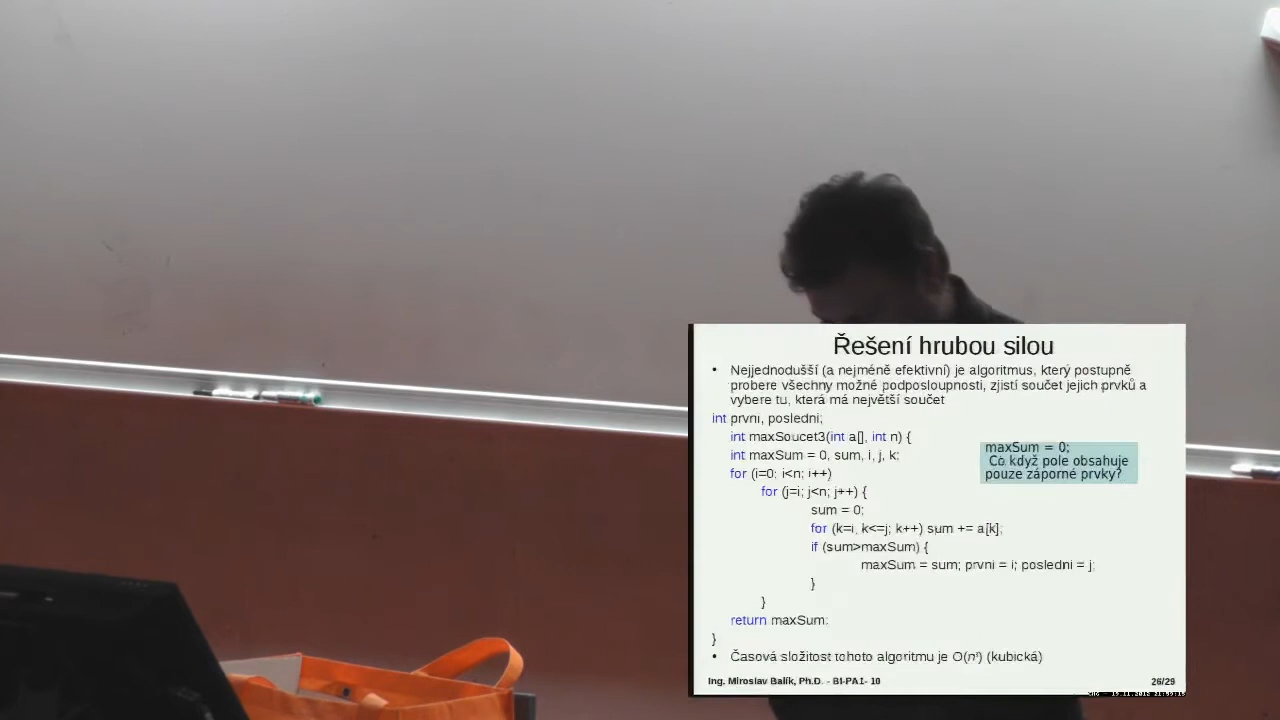 Řešení hrubou silou
• Nejjednodušší (a nejméně efektivní) je algoritmus, který postupně
probere všechny možné podposloupnosti, zjistí součet jejich prvků a
vybere tu, která má největší součet
int prvni, posledni;
int maxSoucet3(int a[], int n) {
int maxSum = 0, sum, i, j, k;
for (i=0; i<n; i++)
for (j=i; j<n; j++) {
sum = 0;
for (k=i, k<=j; k++) sum += a[k];
if (sum>maxSum) {
maxSum = sum; prvni = i; posledni = j;
}
}
return maxSum;
}
maxSum = 0;
Co když pole obsahuje
pouze záporné prvky?
• Časová složitost tohoto algoritmu je O(n³) (kubická)
Ing. Miroslav Balík, Ph.D. - BI-PA1- 10
26/29